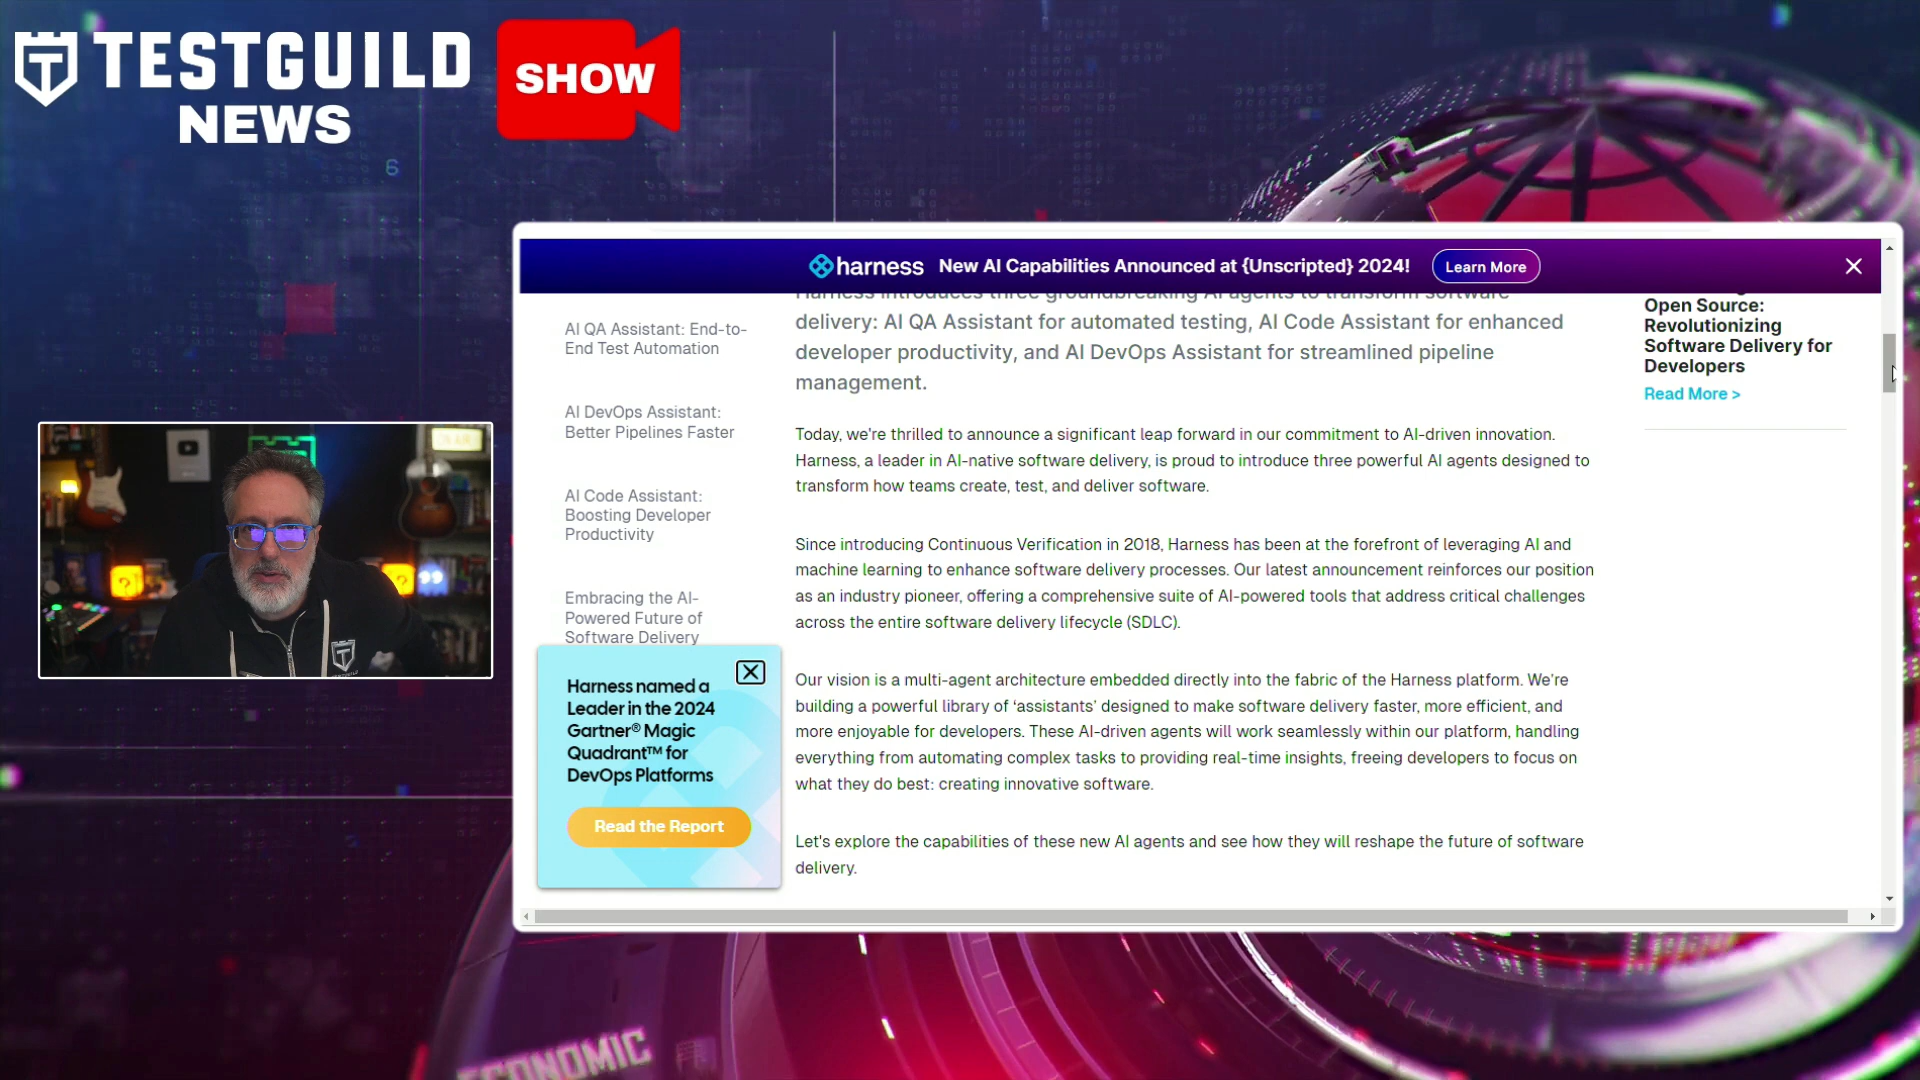 TESTGUILD
NEWS
SHOW
harness
New AI Capabilities Announced at {Unscripted} 2024!
Learn More
AI QA Assistant: End-to-
End Test Automation
AI DevOps Assistant:
Better Pipelines Faster
AI Code Assistant:
Boosting Developer
Productivity
Embracing the AI-
Powered Future of
Software Delivery
Harness named a
Leader in the 2024
Gartner® Magic
Quadrant™ for
DevOps Platforms
Read the Report
Harness introduces three groundbreaking AI agents to transform software
delivery: AI QA Assistant for automated testing, AI Code Assistant for enhanced
developer productivity, and AI DevOps Assistant for streamlined pipeline
management.
Today, we're thrilled to announce a significant leap forward in our commitment to AI-driven innovation.
Harness, a leader in AI-native software delivery, is proud to introduce three powerful AI agents designed to
transform how teams create, test, and deliver software.
Since introducing Continuous Verification in 2018, Harness has been at the forefront of leveraging AI and
machine learning to enhance software delivery processes. Our latest announcement reinforces our position
as an industry pioneer, offering a comprehensive suite of AI-powered tools that address critical challenges
across the entire software delivery lifecycle (SDLC).
Our vision is a multi-agent architecture embedded directly into the fabric of the Harness platform. We’re
building a powerful library of ‘assistants’ designed to make software delivery faster, more efficient, and
more enjoyable for developers. These AI-driven agents will work seamlessly within our platform, handling
everything from automating complex tasks to providing real-time insights, freeing developers to focus on
what they do best: creating innovative software.
Let's explore the capabilities of these new AI agents and see how they will reshape the future of software
delivery.
Open Source:
Revolutionizing
Software Delivery for
Developers
Read More >
6
ON AIR
ECONOMIC